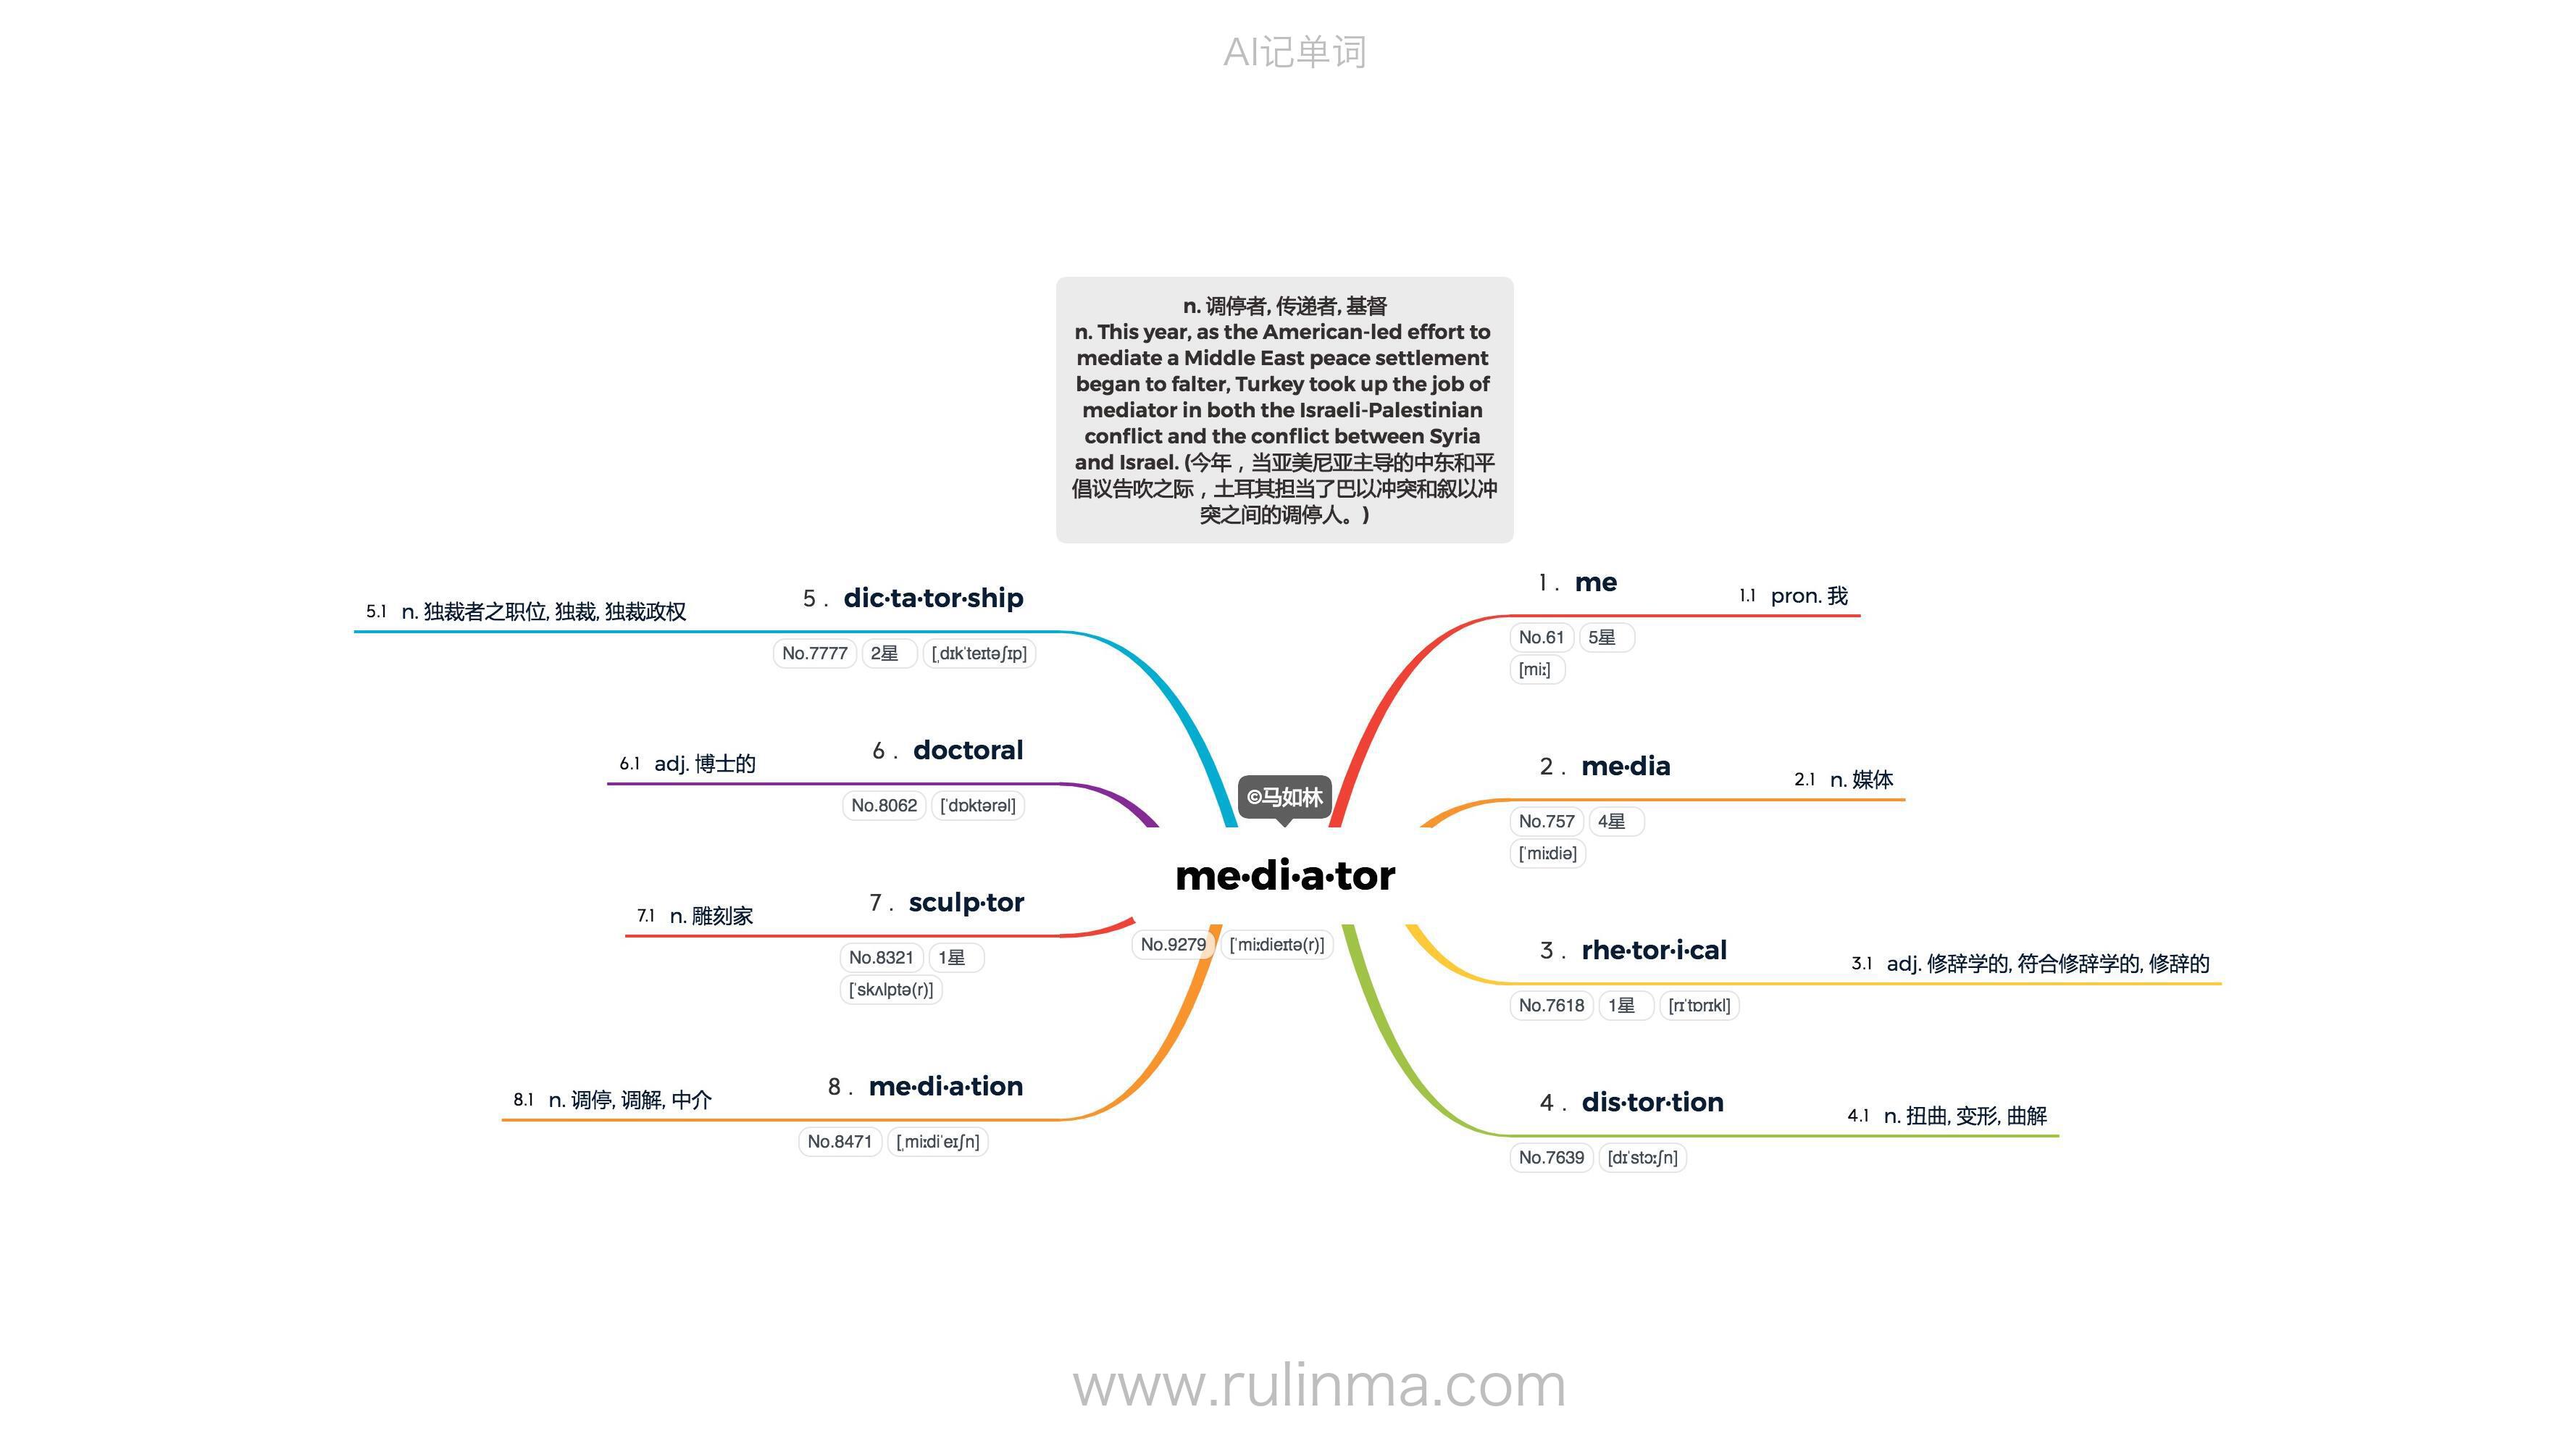 AI记单词
n. 调停者, 传递者, 基督
n. This year, as the American-led effort to
mediate a Middle East peace settlement
began to falter, Turkey took up the job of
mediator in both the Israeli-Palestinian
conflict and the conflict between Syria
and Israel. (今年，当亚美尼亚主导的中东和平
倡议告吹之际，土耳其担当了巴以冲突和叙以冲
突之间的调停人。)
©马如林
me·di·a·tor
No.9279 [ˈmiːdieɪtə(r)]
1 . me
1.1 pron. 我
No.61 5星
[miː]
2 . me·dia
2.1 n. 媒体
No.757 4星
[ˈmiːdiə]
3 . rhe·tor·i·cal
3.1 adj. 修辞学的, 符合修辞学的, 修辞的
No.7618 1星 [rɪˈtɒrɪkl]
4 . dis·tor·tion
4.1 n. 扭曲, 变形, 曲解
No.7639 [dɪˈstɔːʃn]
5 . dic·ta·tor·ship
5.1 n. 独裁者之职位, 独裁, 独裁政权
No.7777 2星 [ˌdɪkˈteɪtəʃɪp]
6 . doctoral
6.1 adj. 博士的
No.8062 [ˈdɒktərəl]
7 . sculp·tor
7.1 n. 雕刻家
No.8321 1星
[ˈskʌlptə(r)]
8 . me·di·a·tion
8.1 n. 调停, 调解, 中介
No.8471 [ˌmiːdiˈeɪʃn]
www.rulinma.com